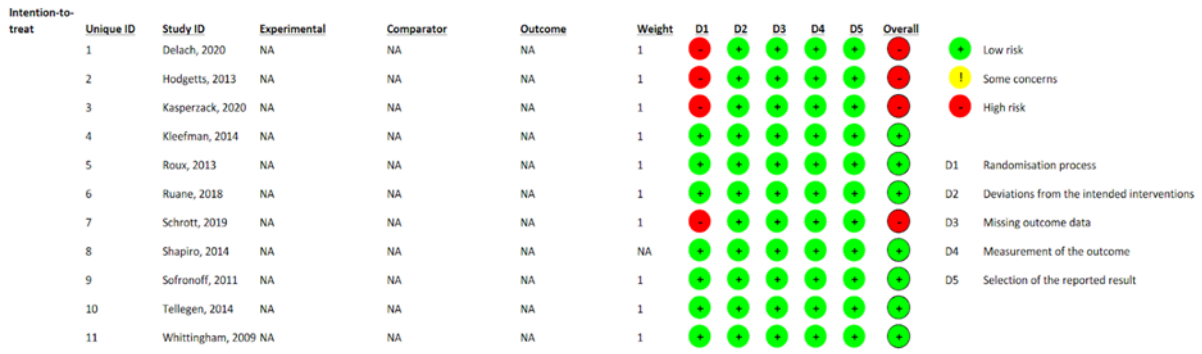 Intention-to-
treat Unique ID Study ID Experimental Comparator Outcome Weight D1 D2 D3 D4 D5 Overall
1 Delach, 2020 NA NA NA 1 - + + + + - + Low risk
2 Hodgetts, 2013 NA NA NA 1 - + + + + - ! Some concerns
3 Kasperzack, 2020 NA NA NA 1 - + + + + - - High risk
4 Kleefman, 2014 NA NA NA 1 + + + + + +
5 Roux, 2013 NA NA NA 1 + + + + + + D1 Randomisation process
6 Ruane, 2018 NA NA NA 1 + + + + + + D2 Deviations from the intended interventions
7 Schrott, 2019 NA NA NA 1 - + + + + - D3 Missing outcome data
8 Shapiro, 2014 NA NA NA NA + + + + + + D4 Measurement of the outcome
9 Sofronoff, 2011 NA NA NA 1 + + + + + + D5 Selection of the reported result
10 Tellegen, 2014 NA NA NA 1 + + + + + +
11 Whittingham, 2009 NA NA NA 1 + + + + + +